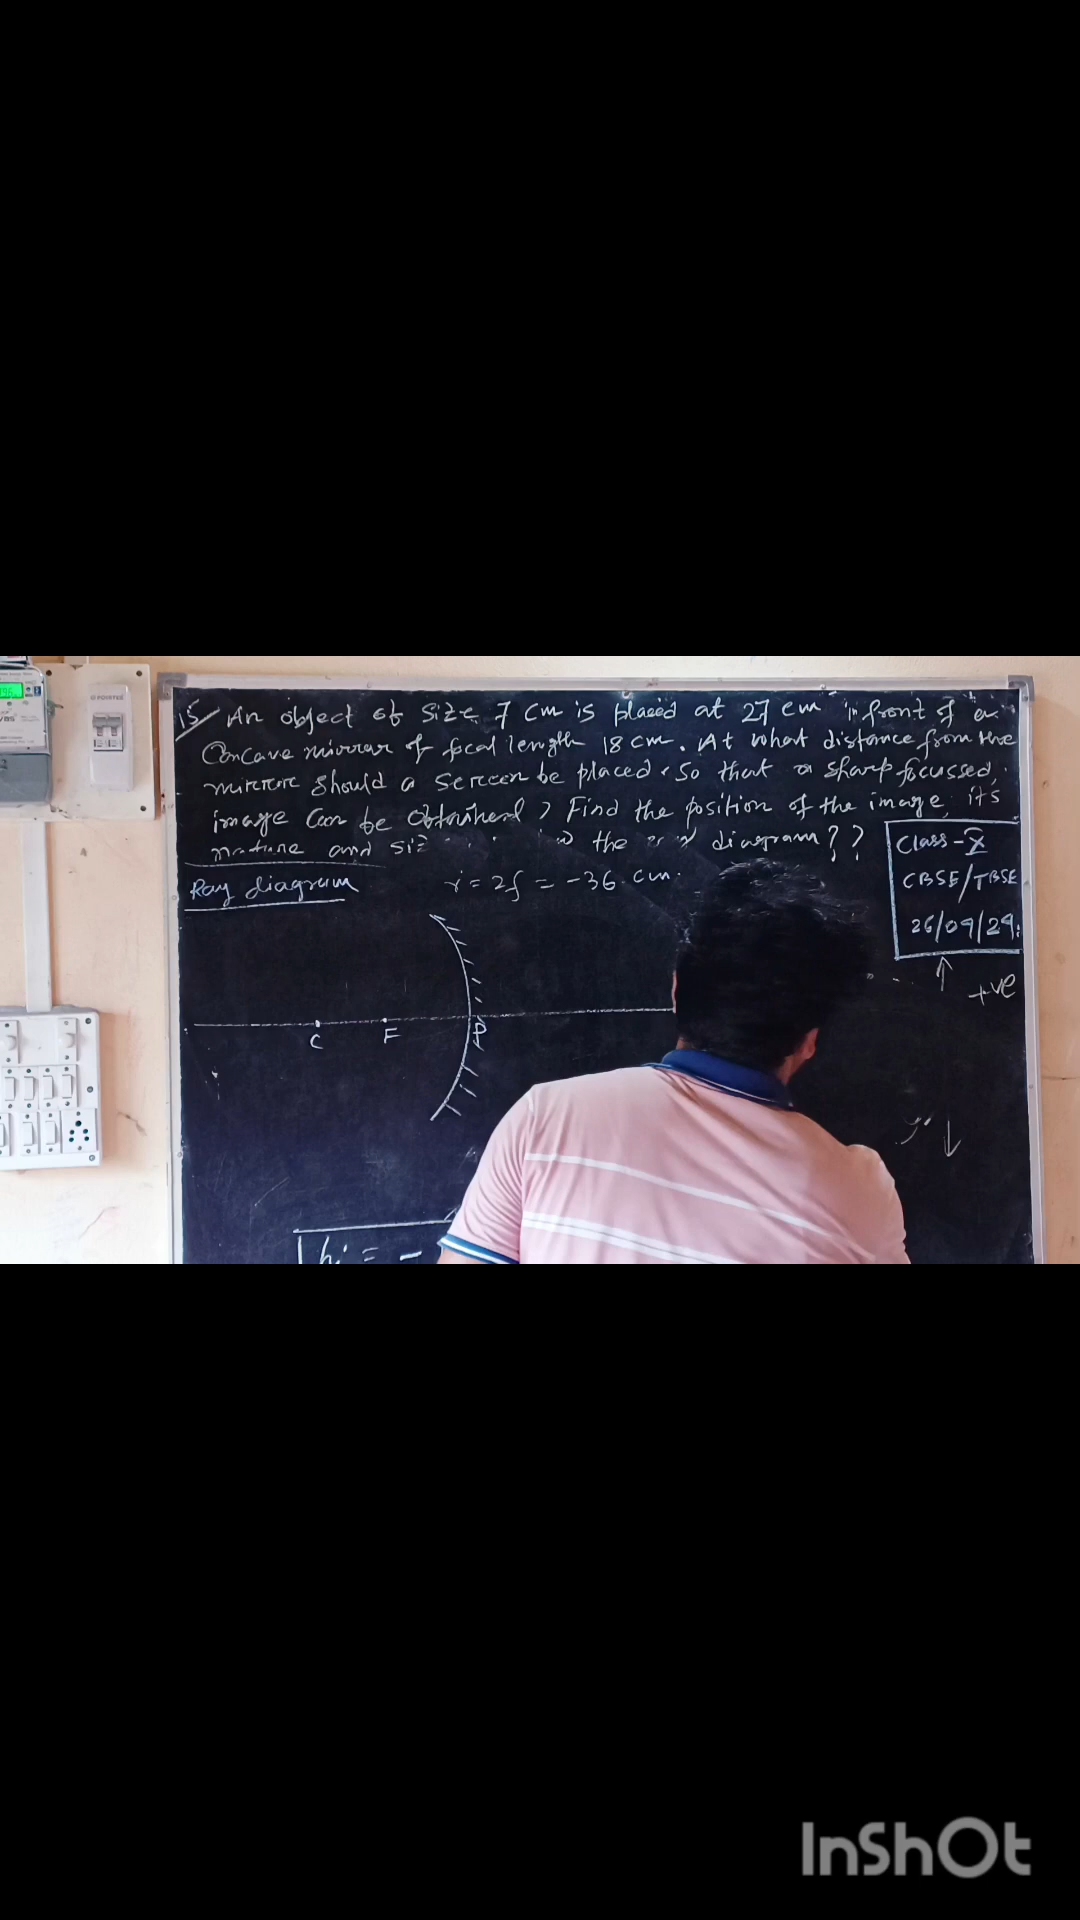 15 An object of size 7 cm is placed at 27 cm in front of a
Concave mirror of focal length 18 cm. At what distance from the
mirror should a screen be placed. So that a sharp focussed,
image can be obtained? Find the position of the image, its
nature and siz the diagram??
Ray diagram
r = 2f = -36 cm.
Class - X
CBSE/TBSE
26/09/24.
+ve
C
F
P
hi = -
InShOt